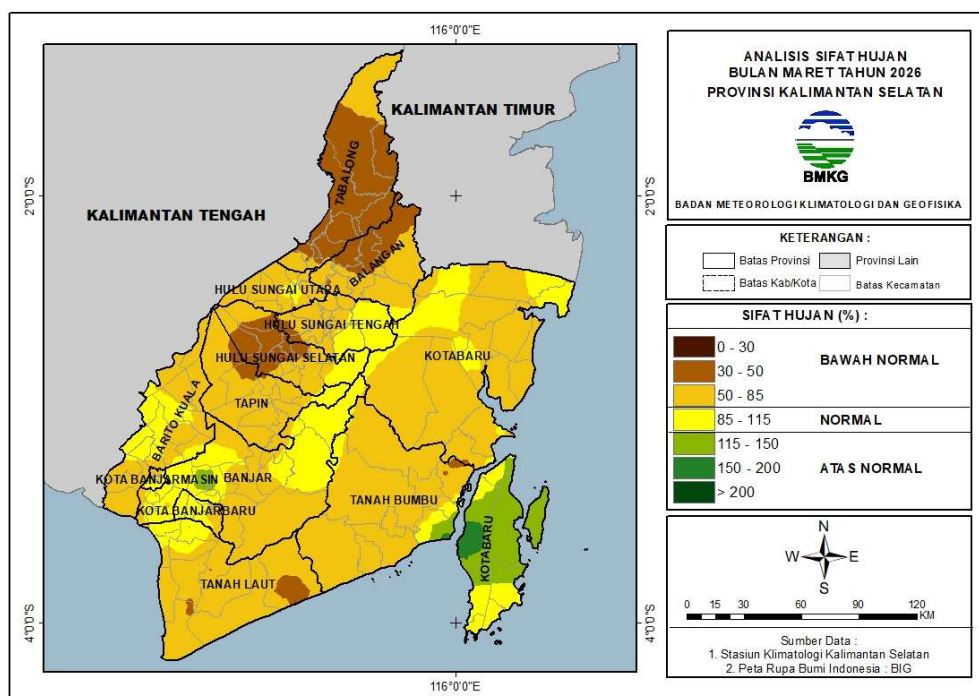 116°0'0"E
2°0'0"S
4°0'0"S
KALIMANTAN TIMUR
KALIMANTAN TENGAH
TABALONG
BALANGAN
HULU SUNGAI UTARA
HULU SUNGAI TENGAH
HULU SUNGAI SELATAN
KOTABARU
TAPIN
BARITO KUALA
KOTA BANJARMASIN
BANJAR
KOTA BANJARBARU
TANAH BUMBU
KOTABARU
TANAH LAUT
2°0'0"S
4°0'0"S
116°0'0"E
ANALISIS SIFAT HUJAN
BULAN MARET TAHUN 2026
PROVINSI KALIMANTAN SELATAN
BMKG
BADAN METEOROLOGI KLIMATOLOGI DAN GEOFISIKA
KETERANGAN :
Batas Provinsi
Provinsi Lain
Batas Kab/Kota
Batas Kecamatan
SIFAT HUJAN (%) :
0 - 30
30 - 50
50 - 85
BAWAH NORMAL
85 - 115
NORMAL
115 - 150
150 - 200
> 200
ATAS NORMAL
N
W
E
S
0 15 30 60 90 120
KM
Sumber Data :
1. Stasiun Klimatologi Kalimantan Selatan
2. Peta Rupa Bumi Indonesia : BIG